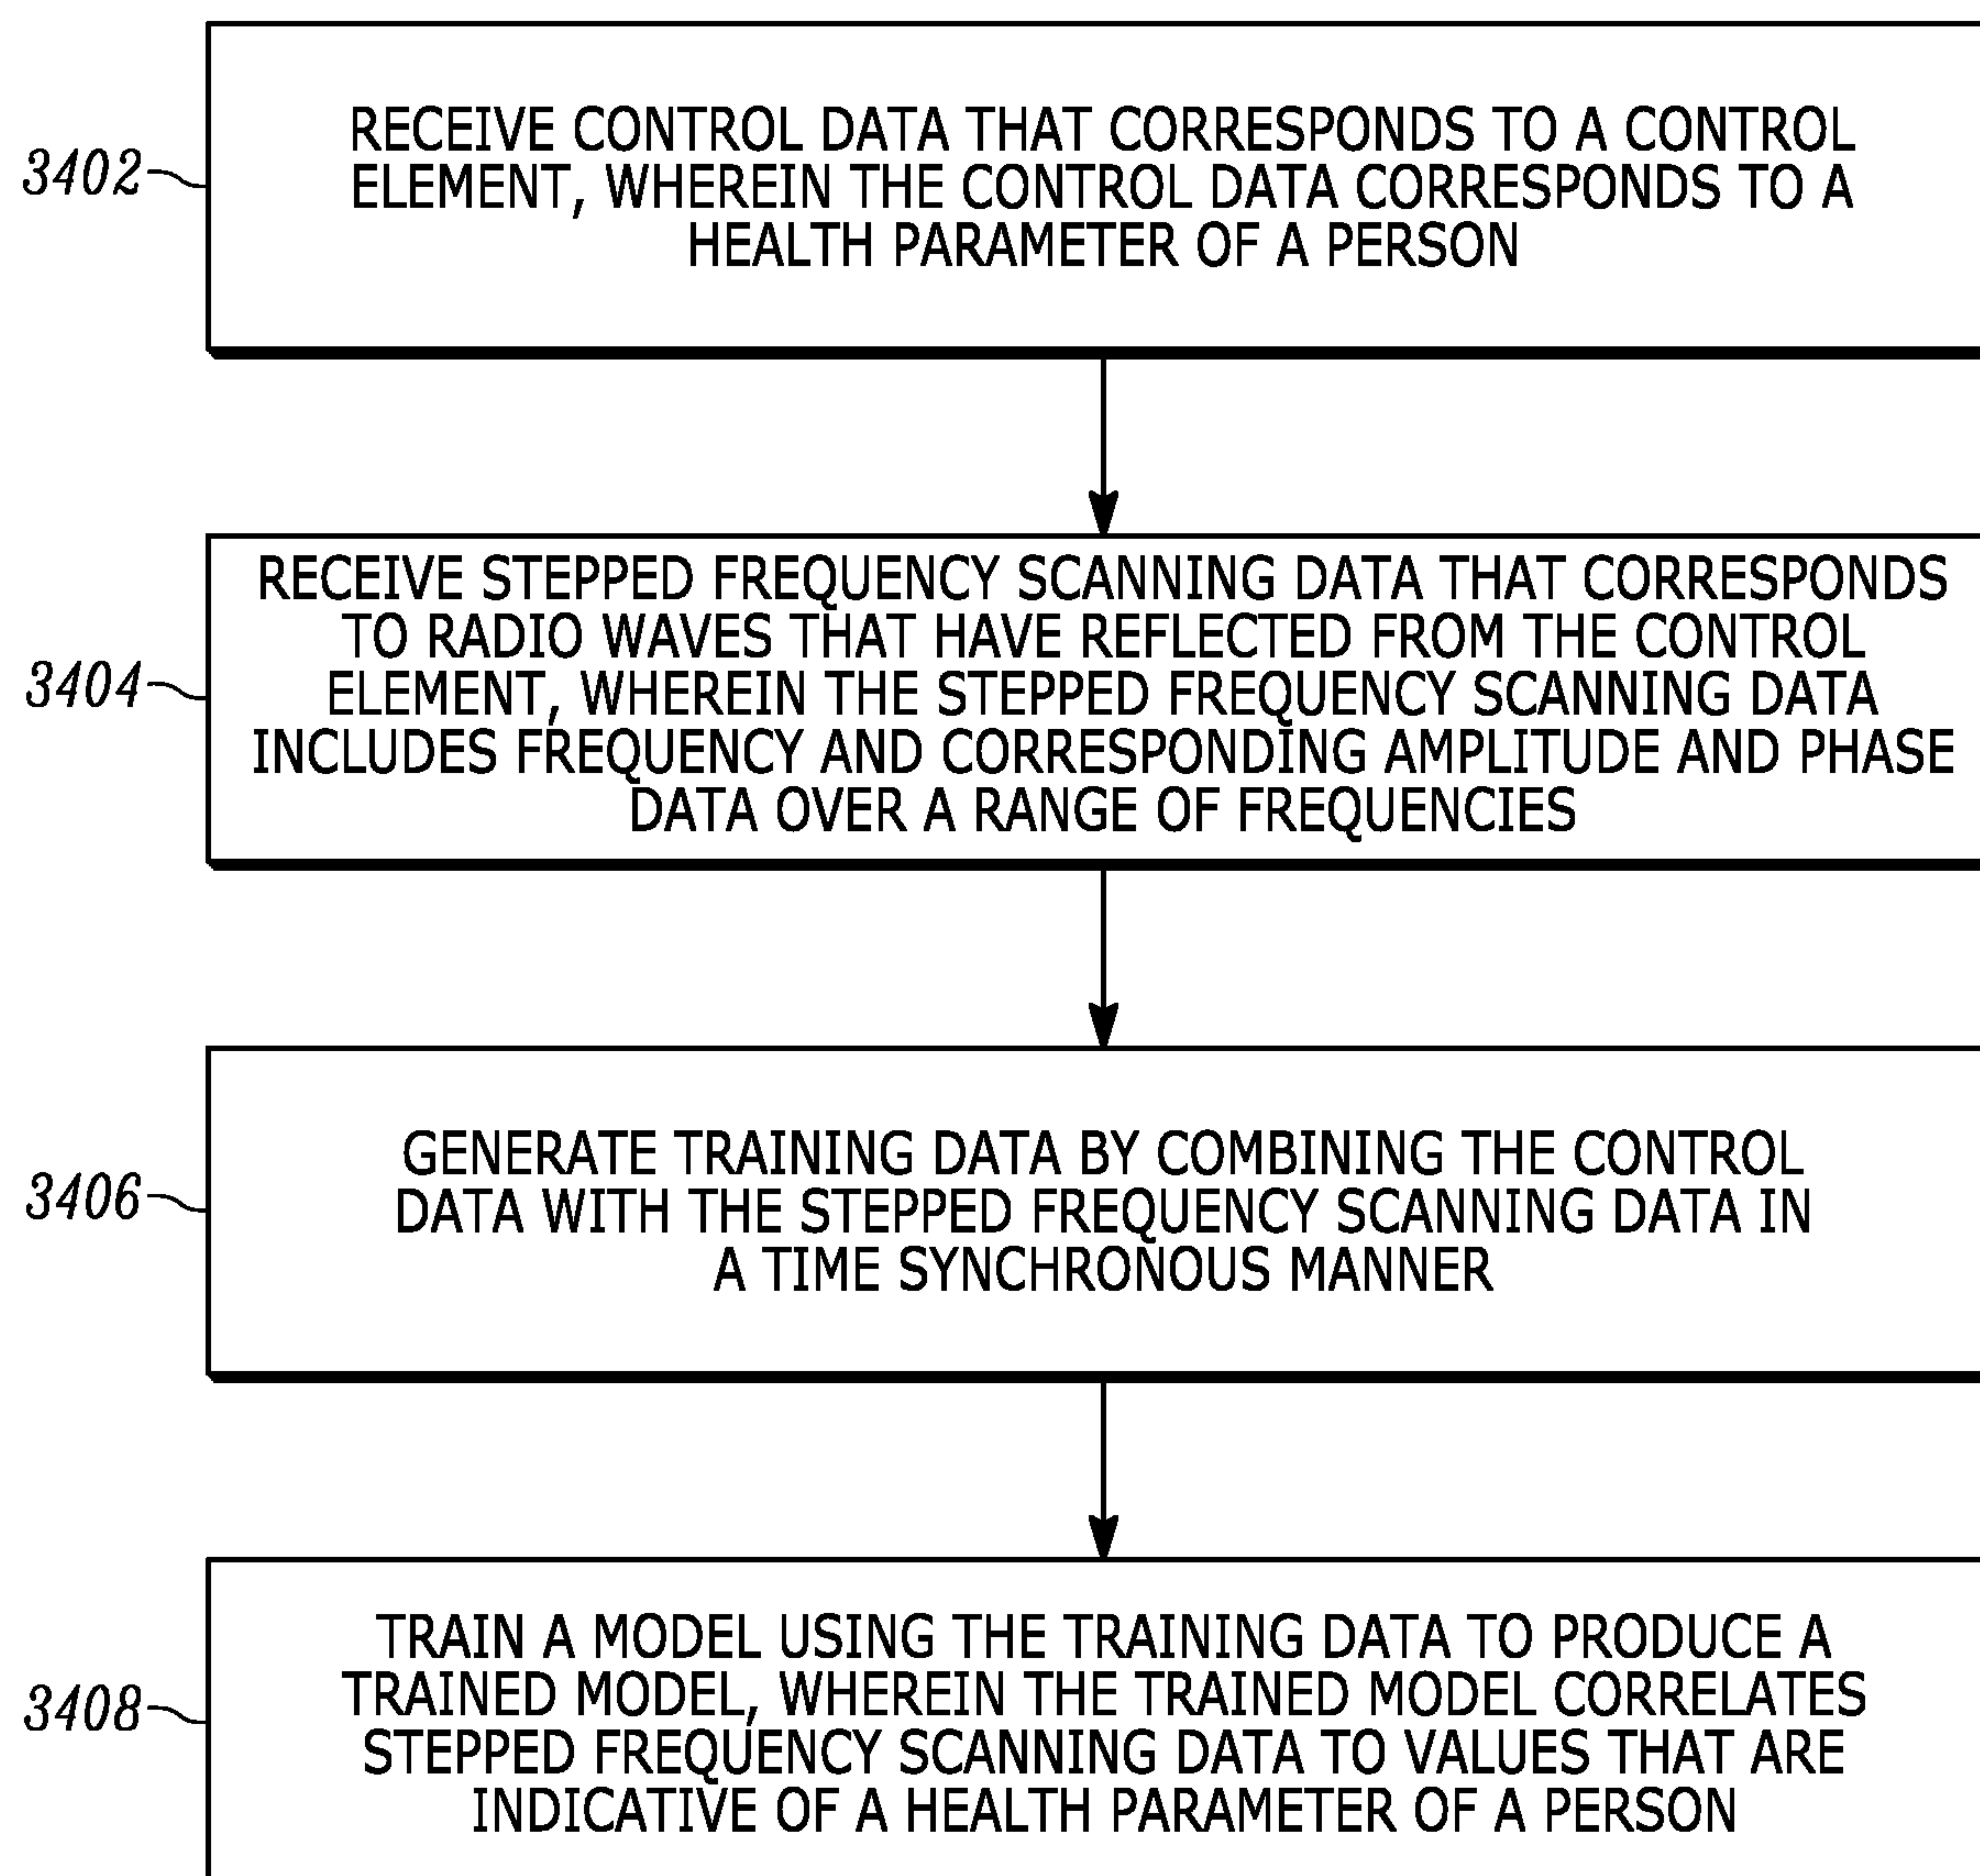 3402
RECEIVE CONTROL DATA THAT CORRESPONDS TO A CONTROL
ELEMENT, WHEREIN THE CONTROL DATA CORRESPONDS TO A
HEALTH PARAMETER OF A PERSON
3404
RECEIVE STEPPED FREQUENCY SCANNING DATA THAT CORRESPONDS
TO RADIO WAVES THAT HAVE REFLECTED FROM THE CONTROL
ELEMENT, WHEREIN THE STEPPED FREQUENCY SCANNING DATA
INCLUDES FREQUENCY AND CORRESPONDING AMPLITUDE AND PHASE
DATA OVER A RANGE OF FREQUENCIES
3406
GENERATE TRAINING DATA BY COMBINING THE CONTROL
DATA WITH THE STEPPED FREQUENCY SCANNING DATA IN
A TIME SYNCHRONOUS MANNER
3408
TRAIN A MODEL USING THE TRAINING DATA TO PRODUCE A
TRAINED MODEL, WHEREIN THE TRAINED MODEL CORRELATES
STEPPED FREQUENCY SCANNING DATA TO VALUES THAT ARE
INDICATIVE OF A HEALTH PARAMETER OF A PERSON